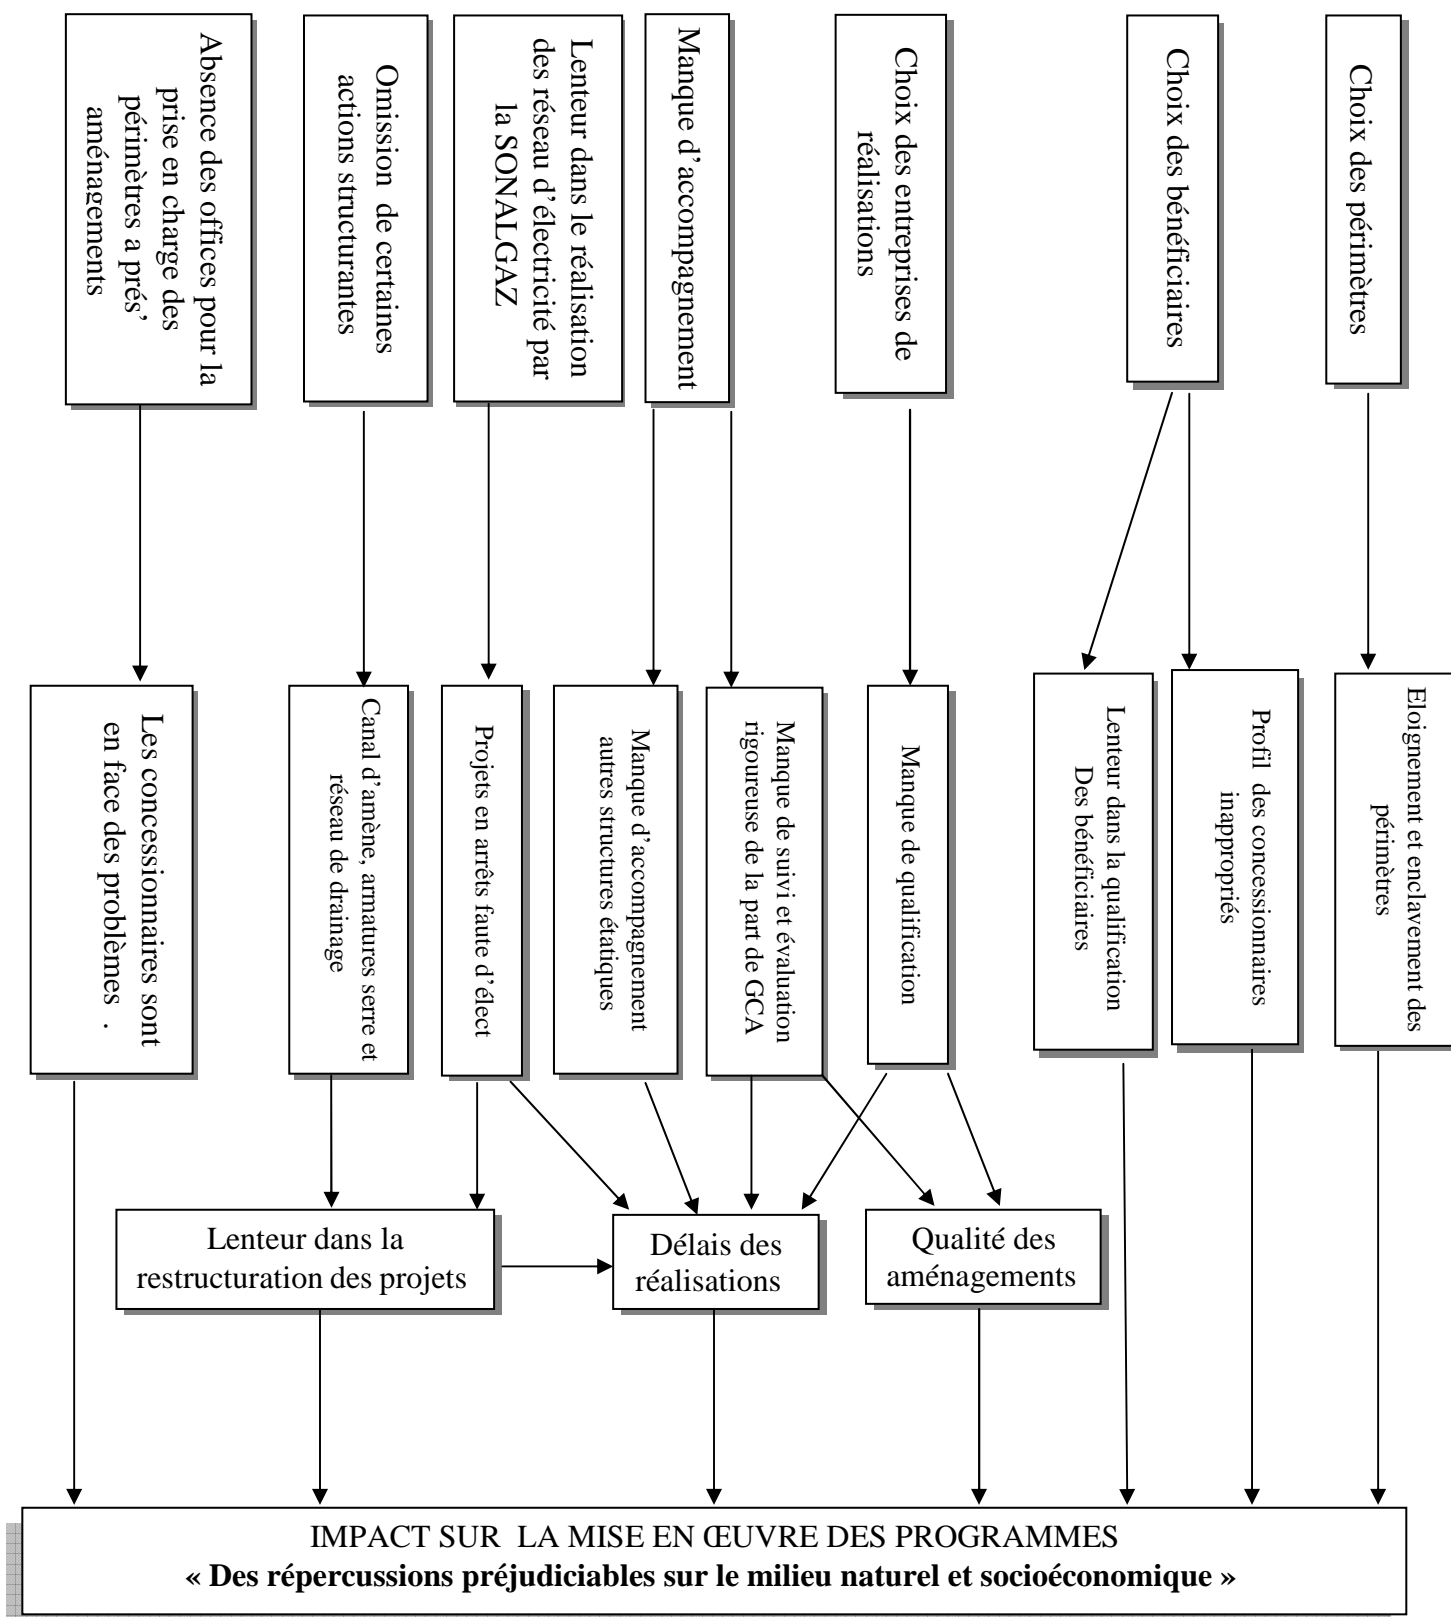 Absence des offices pour la
prise en charge des
périmètres a prés’
aménagements
Omission de certaines
actions structurantes
Lenteur dans le réalisation
des réseau d’électricité par
la SONALGAZ
Manque d’accompagnement
Choix des entreprises de
réalisations
Choix des bénéficiaires
Choix des périmètres
Les concessionnaires sont
en face des problèmes .
Canal d’amène, armatures serre et
réseau de drainage
Projets en arrêts faute d’élect
Manque d’accompagnement
autres structures étatiques
Manque de suivi et évaluation
rigoureuse de la part de GCA
Manque de qualification
Lenteur dans la qualification
Des bénéficiaires
Profil des concessionnaires
inappropriés
Eloignement et enclavement des
périmètres
Lenteur dans la
restructuration des projets
Délais des
réalisations
Qualité des
aménagements
IMPACT SUR LA MISE EN ŒUVRE DES PROGRAMMES
« Des répercussions préjudiciables sur le milieu naturel et socioéconomique »